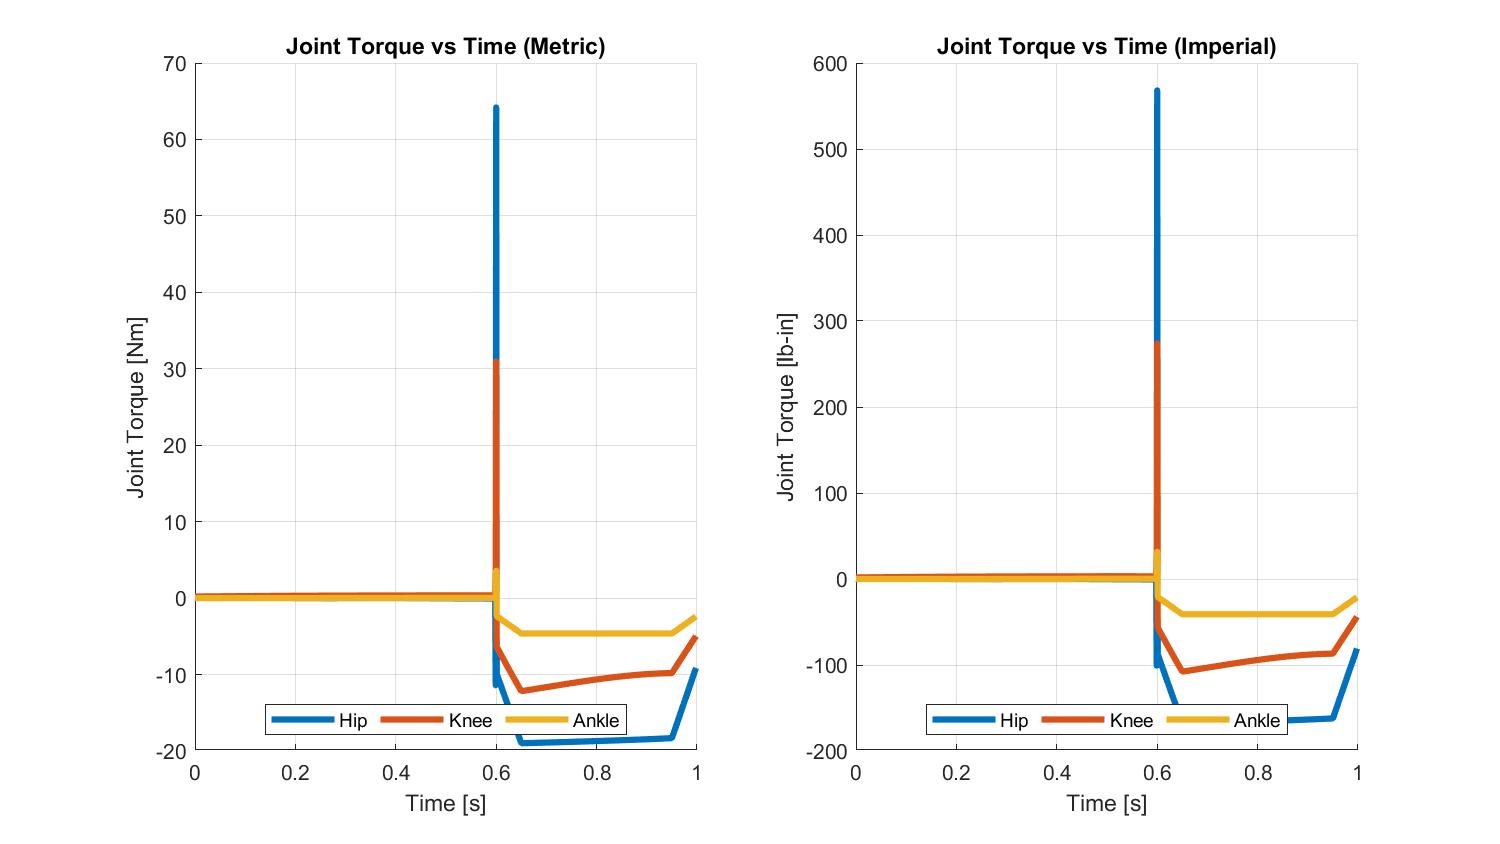 Joint Torque vs Time (Metric)
70
60
50
40
30
20
10
0
-10
-20
Joint Torque [Nm]
Hip Knee Ankle
0 0.2 0.4 0.6 0.8 1
Time [s]
Joint Torque vs Time (Imperial)
600
500
400
300
200
100
0
-100
-200
Joint Torque [lb-in]
Hip Knee Ankle
0 0.2 0.4 0.6 0.8 1
Time [s]